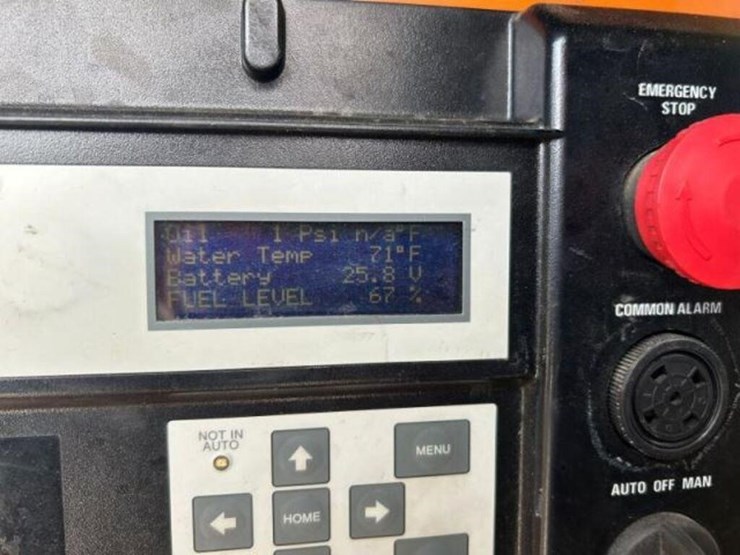 EMERGENCY
STOP
Oil 1 Psi n/a°F
Water Temp 71°F
Battery 25.8 V
FUEL LEVEL 67 %
COMMON ALARM
NOT IN
AUTO
MENU
AUTO OFF MAN
HOME